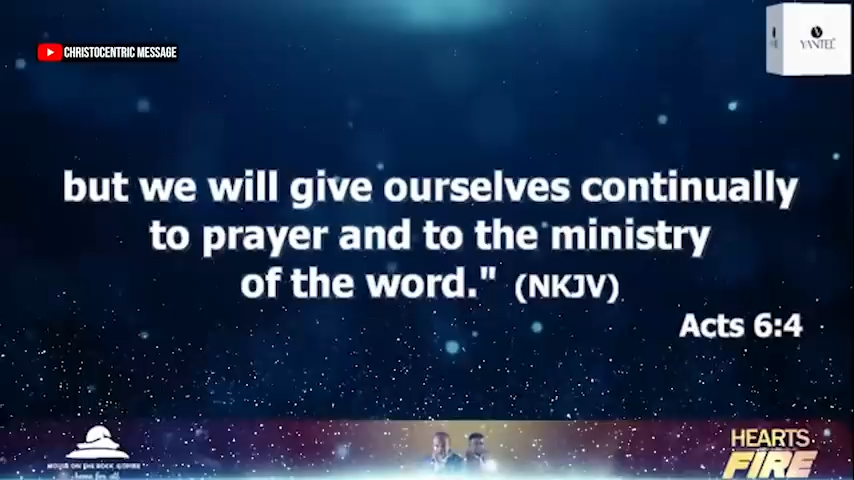 CHRISTOCENTRIC MESSAGE
YANTEE
but we will give ourselves continually
to prayer and to the ministry
of the word." (NKJV)
Acts 6:4
HEARTS
FIRE